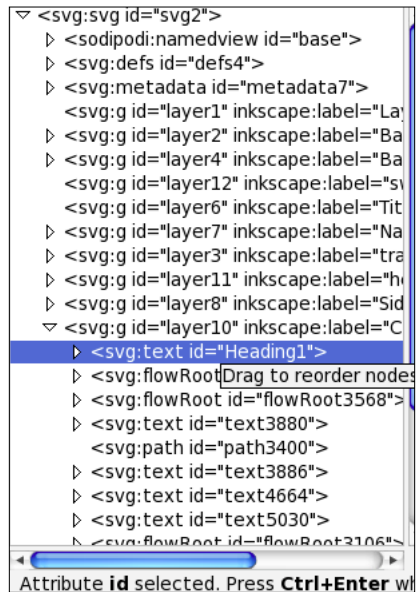 <svg:svg id="svg2">
<sodipodi:namedview id="base">
<svg:defs id="defs4">
<svg:metadata id="metadata7">
<svg:g id="layer1" inkscape:label="Lay
<svg:g id="layer2" inkscape:label="Ba
<svg:g id="layer4" inkscape:label="Ba
<svg:g id="layer12" inkscape:label="sv
<svg:g id="layer6" inkscape:label="Tit
<svg:g id="layer7" inkscape:label="Na
<svg:g id="layer3" inkscape:label="tra
<svg:g id="layer11" inkscape:label="h
<svg:g id="layer8" inkscape:label="Sid
<svg:g id="layer10" inkscape:label="C
<svg:text id="Heading1">
<svg:flowRoot Drag to reorder nodes
<svg:flowRoot id="flowRoot3568">
<svg:text id="text3880">
<svg:path id="path3400">
<svg:text id="text3886">
<svg:text id="text4664">
<svg:text id="text5030">
<svg:flowRoot id="flowRoot3106">
Attribute id selected. Press Ctrl+Enter wh